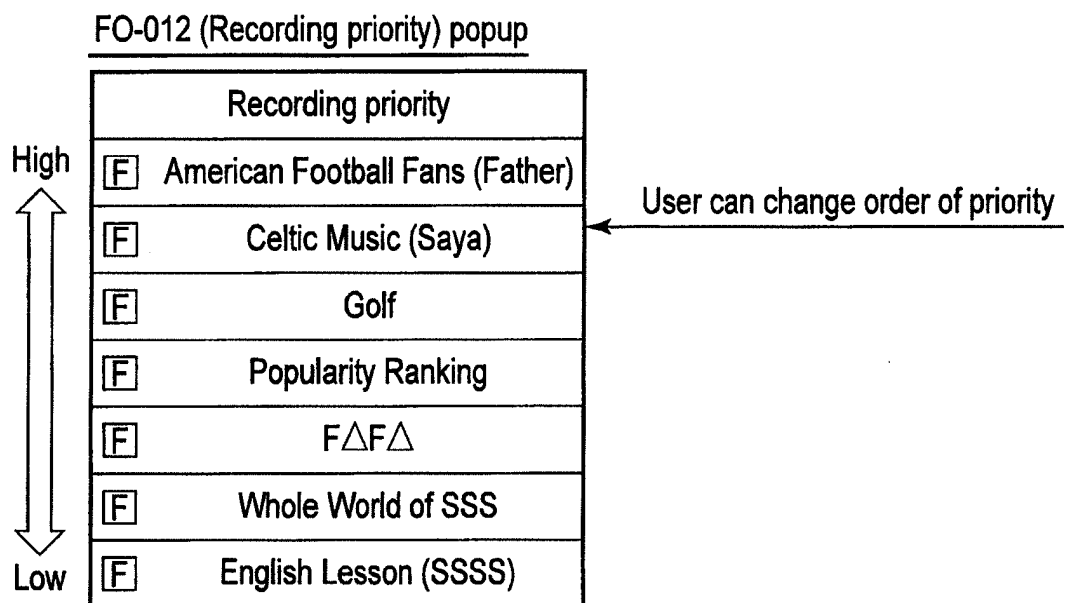 FO-012 (Recording priority) popup
Recording priority
High
F American Football Fans (Father)
User can change order of priority
F Celtic Music (Saya)
F Golf
F Popularity Ranking
F F△F△
F Whole World of SSS
Low
F English Lesson (SSSS)